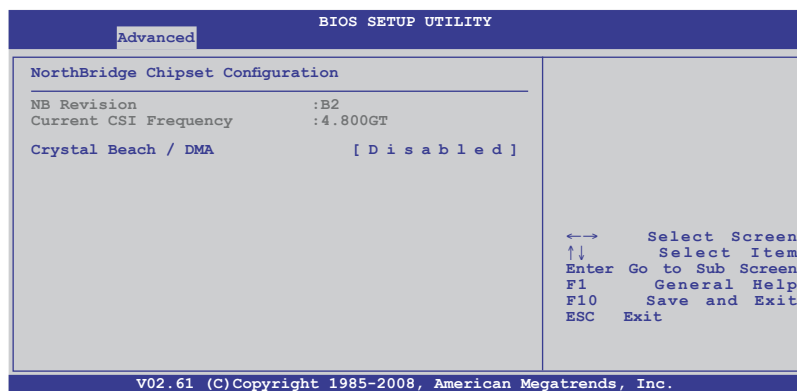 BIOS SETUP UTILITY
Advanced
NorthBridge Chipset Configuration
NB Revision :B2
Current CSI Frequency :4.800GT
Crystal Beach / DMA [Disabled]
←→ Select Screen
↑↓ Select Item
Enter Go to Sub Screen
F1 General Help
F10 Save and Exit
ESC Exit
V02.61 (C)Copyright 1985-2008, American Megatrends, Inc.